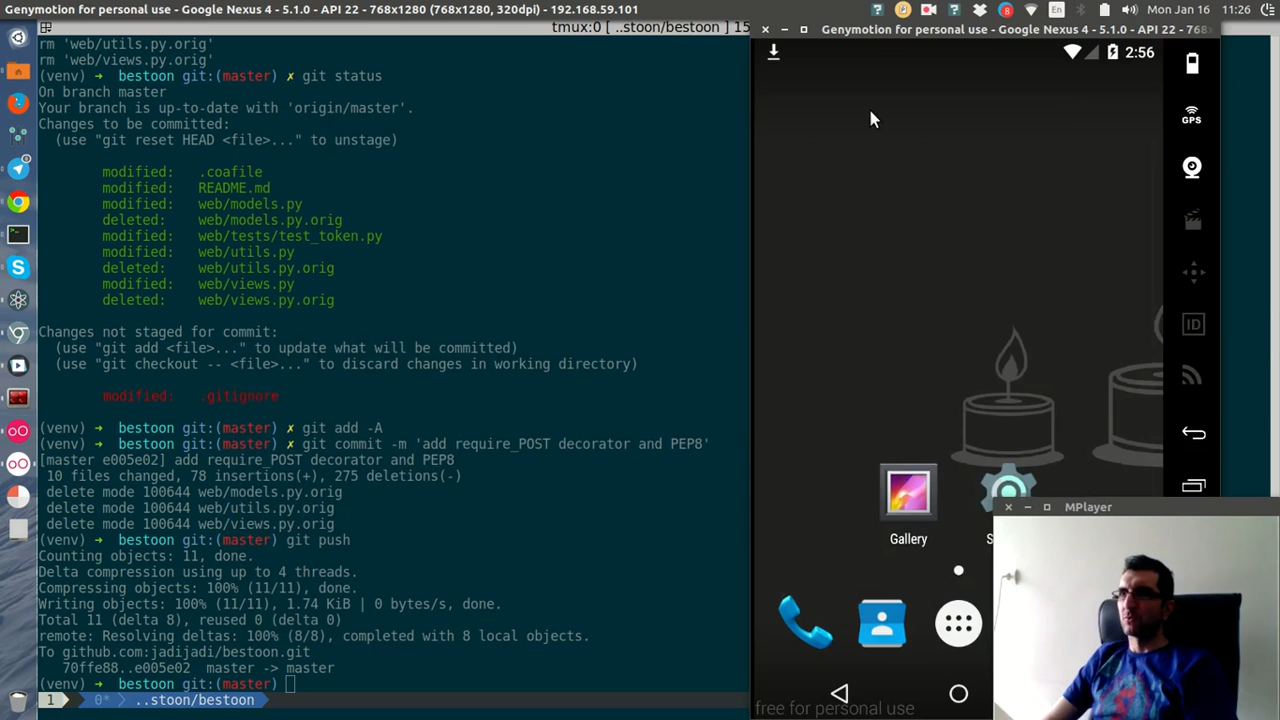 Genymotion for personal use - Google Nexus 4 - 5.1.0 - API 22 - 768x1280 (768x1280, 320dpi) - 192.168.59.101
8
En
Mon Jan 16
11:26
tmux:0 [ ..stoon/bestoon ] 15
rm 'web/utils.py.orig'
rm 'web/views.py.orig'
(venv) → bestoon git:(master) ✗ git status
On branch master
Your branch is up-to-date with 'origin/master'.
Changes to be committed:
(use "git reset HEAD <file>..." to unstage)
modified: .coafile
modified: README.md
modified: web/models.py
deleted: web/models.py.orig
modified: web/tests/test_token.py
modified: web/utils.py
deleted: web/utils.py.orig
modified: web/views.py
deleted: web/views.py.orig
Changes not staged for commit:
(use "git add <file>..." to update what will be committed)
(use "git checkout -- <file>..." to discard changes in working directory)
modified: .gitignore
(venv) → bestoon git:(master) ✗ git add -A
(venv) → bestoon git:(master) ✗ git commit -m 'add require_POST decorator and PEP8'
[master e005e02] add require_POST decorator and PEP8
10 files changed, 78 insertions(+), 275 deletions(-)
delete mode 100644 web/models.py.orig
delete mode 100644 web/utils.py.orig
delete mode 100644 web/views.py.orig
(venv) → bestoon git:(master) git push
Counting objects: 11, done.
Delta compression using up to 4 threads.
Compressing objects: 100% (11/11), done.
Writing objects: 100% (11/11), 1.74 KiB | 0 bytes/s, done.
Total 11 (delta 8), reused 0 (delta 0)
remote: Resolving deltas: 100% (8/8), completed with 8 local objects.
To github.com:jadijadi/bestoon.git
70ffe88..e005e02 master -> master
(venv) → bestoon git:(master)
1 0* ..stoon/bestoon
Genymotion for personal use - Google Nexus 4 - 5.1.0 - API 22 - 768
2:56
GPS
ID
Gallery
S
free for personal use
MPlayer